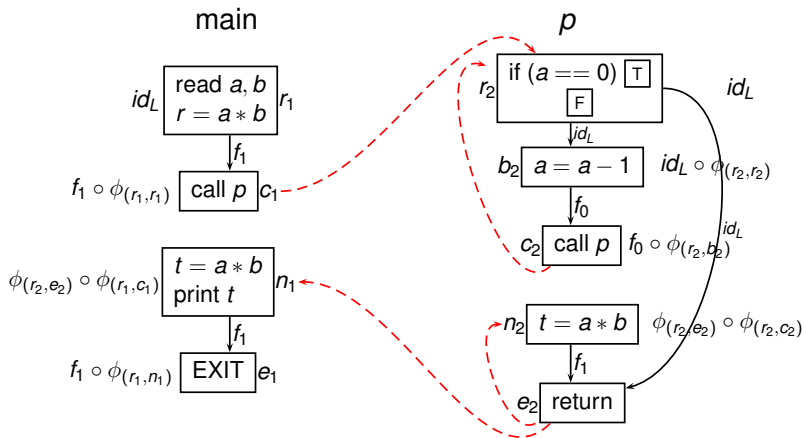 main
id_L
read a, b
r = a ∗ b
r_1
f_1
f_1 ∘ ϕ_(r_1,r_1)
call p
c_1
ϕ_(r_2,e_2) ∘ ϕ_(r_1,c_1)
t = a ∗ b
print t
n_1
f_1
f_1 ∘ ϕ_(r_1,n_1)
EXIT
e_1
p
r_2
if (a == 0) T
F
id_L
id_L
b_2
a = a − 1
id_L ∘ ϕ_(r_2,r_2)
f_0
c_2
call p
f_0 ∘ ϕ_(r_2,b_2)
id_L
n_2
t = a ∗ b
ϕ_(r_2,e_2) ∘ ϕ_(r_2,c_2)
f_1
e_2
return